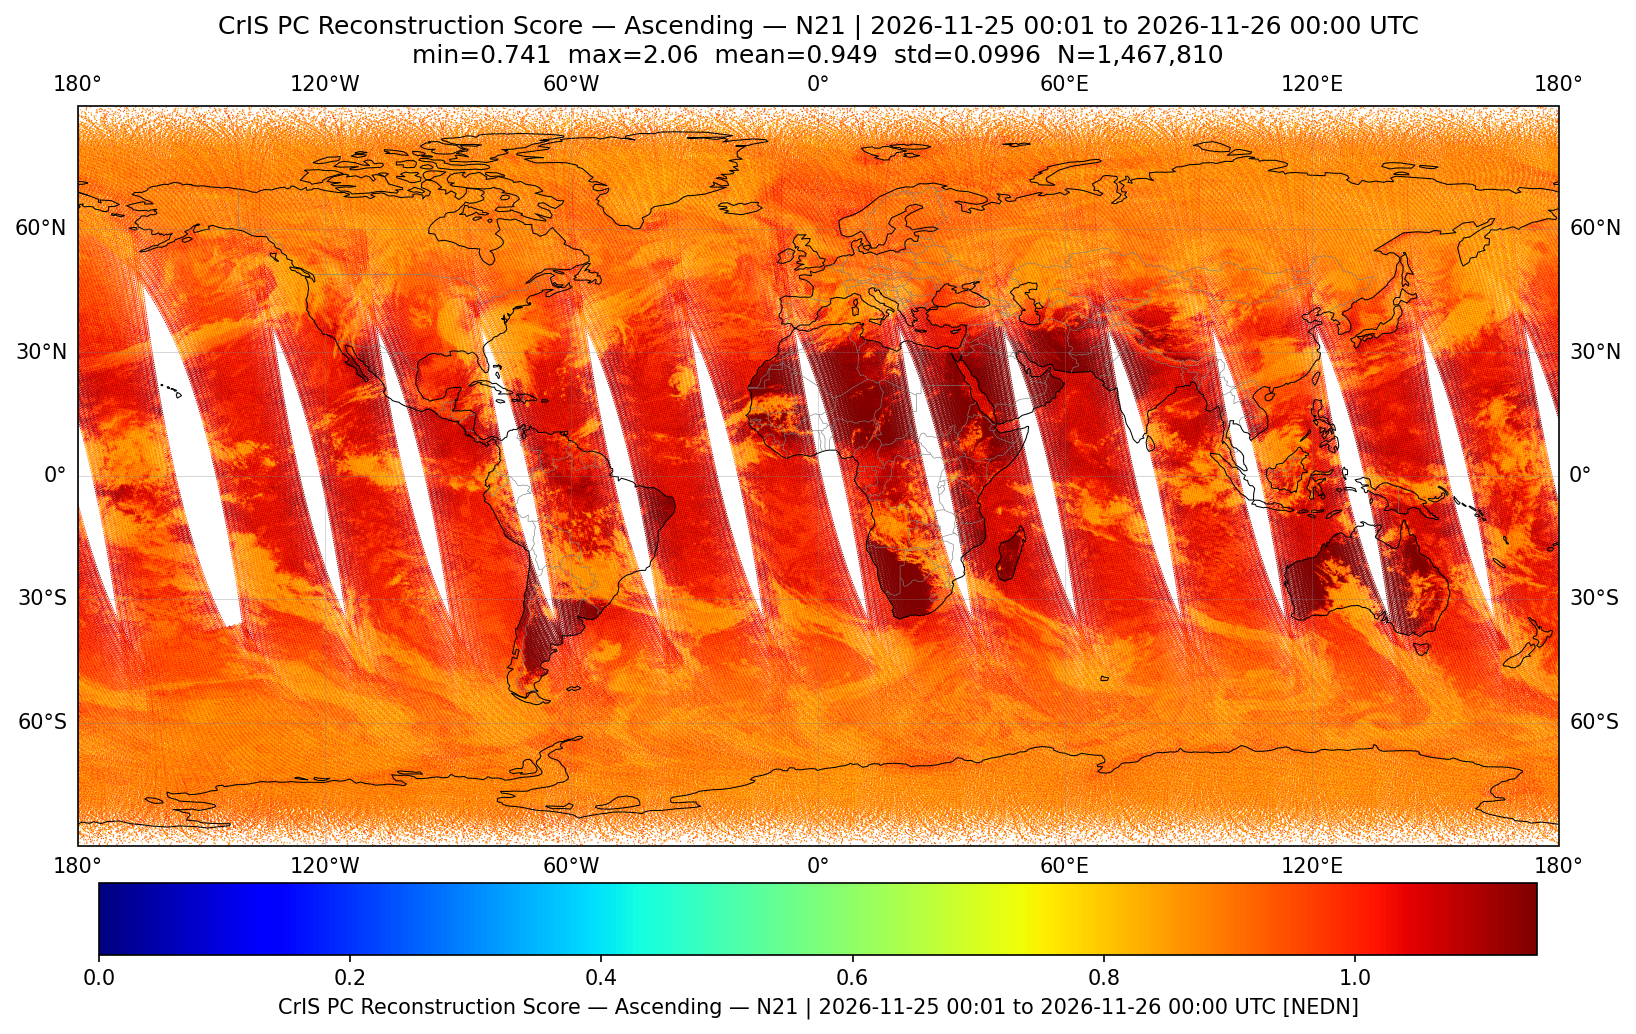 CrIS PC Reconstruction Score — Ascending — N21 | 2026-11-25 00:01 to 2026-11-26 00:00 UTC
min=0.741 max=2.06 mean=0.949 std=0.0996 N=1,467,810
180° 120°W 60°W 0° 60°E 120°E 180°
60°N 60°N
30°N 30°N
0° 0°
30°S 30°S
60°S 60°S
180° 120°W 60°W 0° 60°E 120°E 180°
0.0 0.2 0.4 0.6 0.8 1.0
CrIS PC Reconstruction Score — Ascending — N21 | 2026-11-25 00:01 to 2026-11-26 00:00 UTC [NEDN]